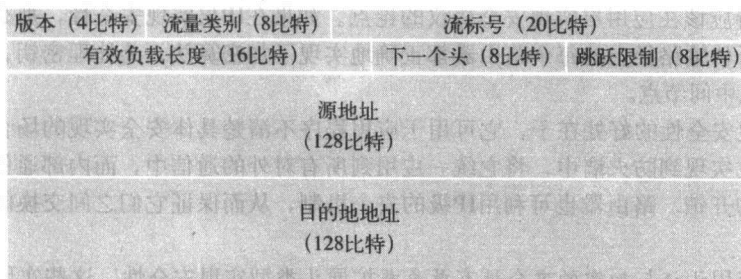 版本（4比特） 流量类别（8比特） 流标号（20比特）
有效负载长度（16比特） 下一个头（8比特） 跳跃限制（8比特）
源地址
（128比特）
目的地地址
（128比特）